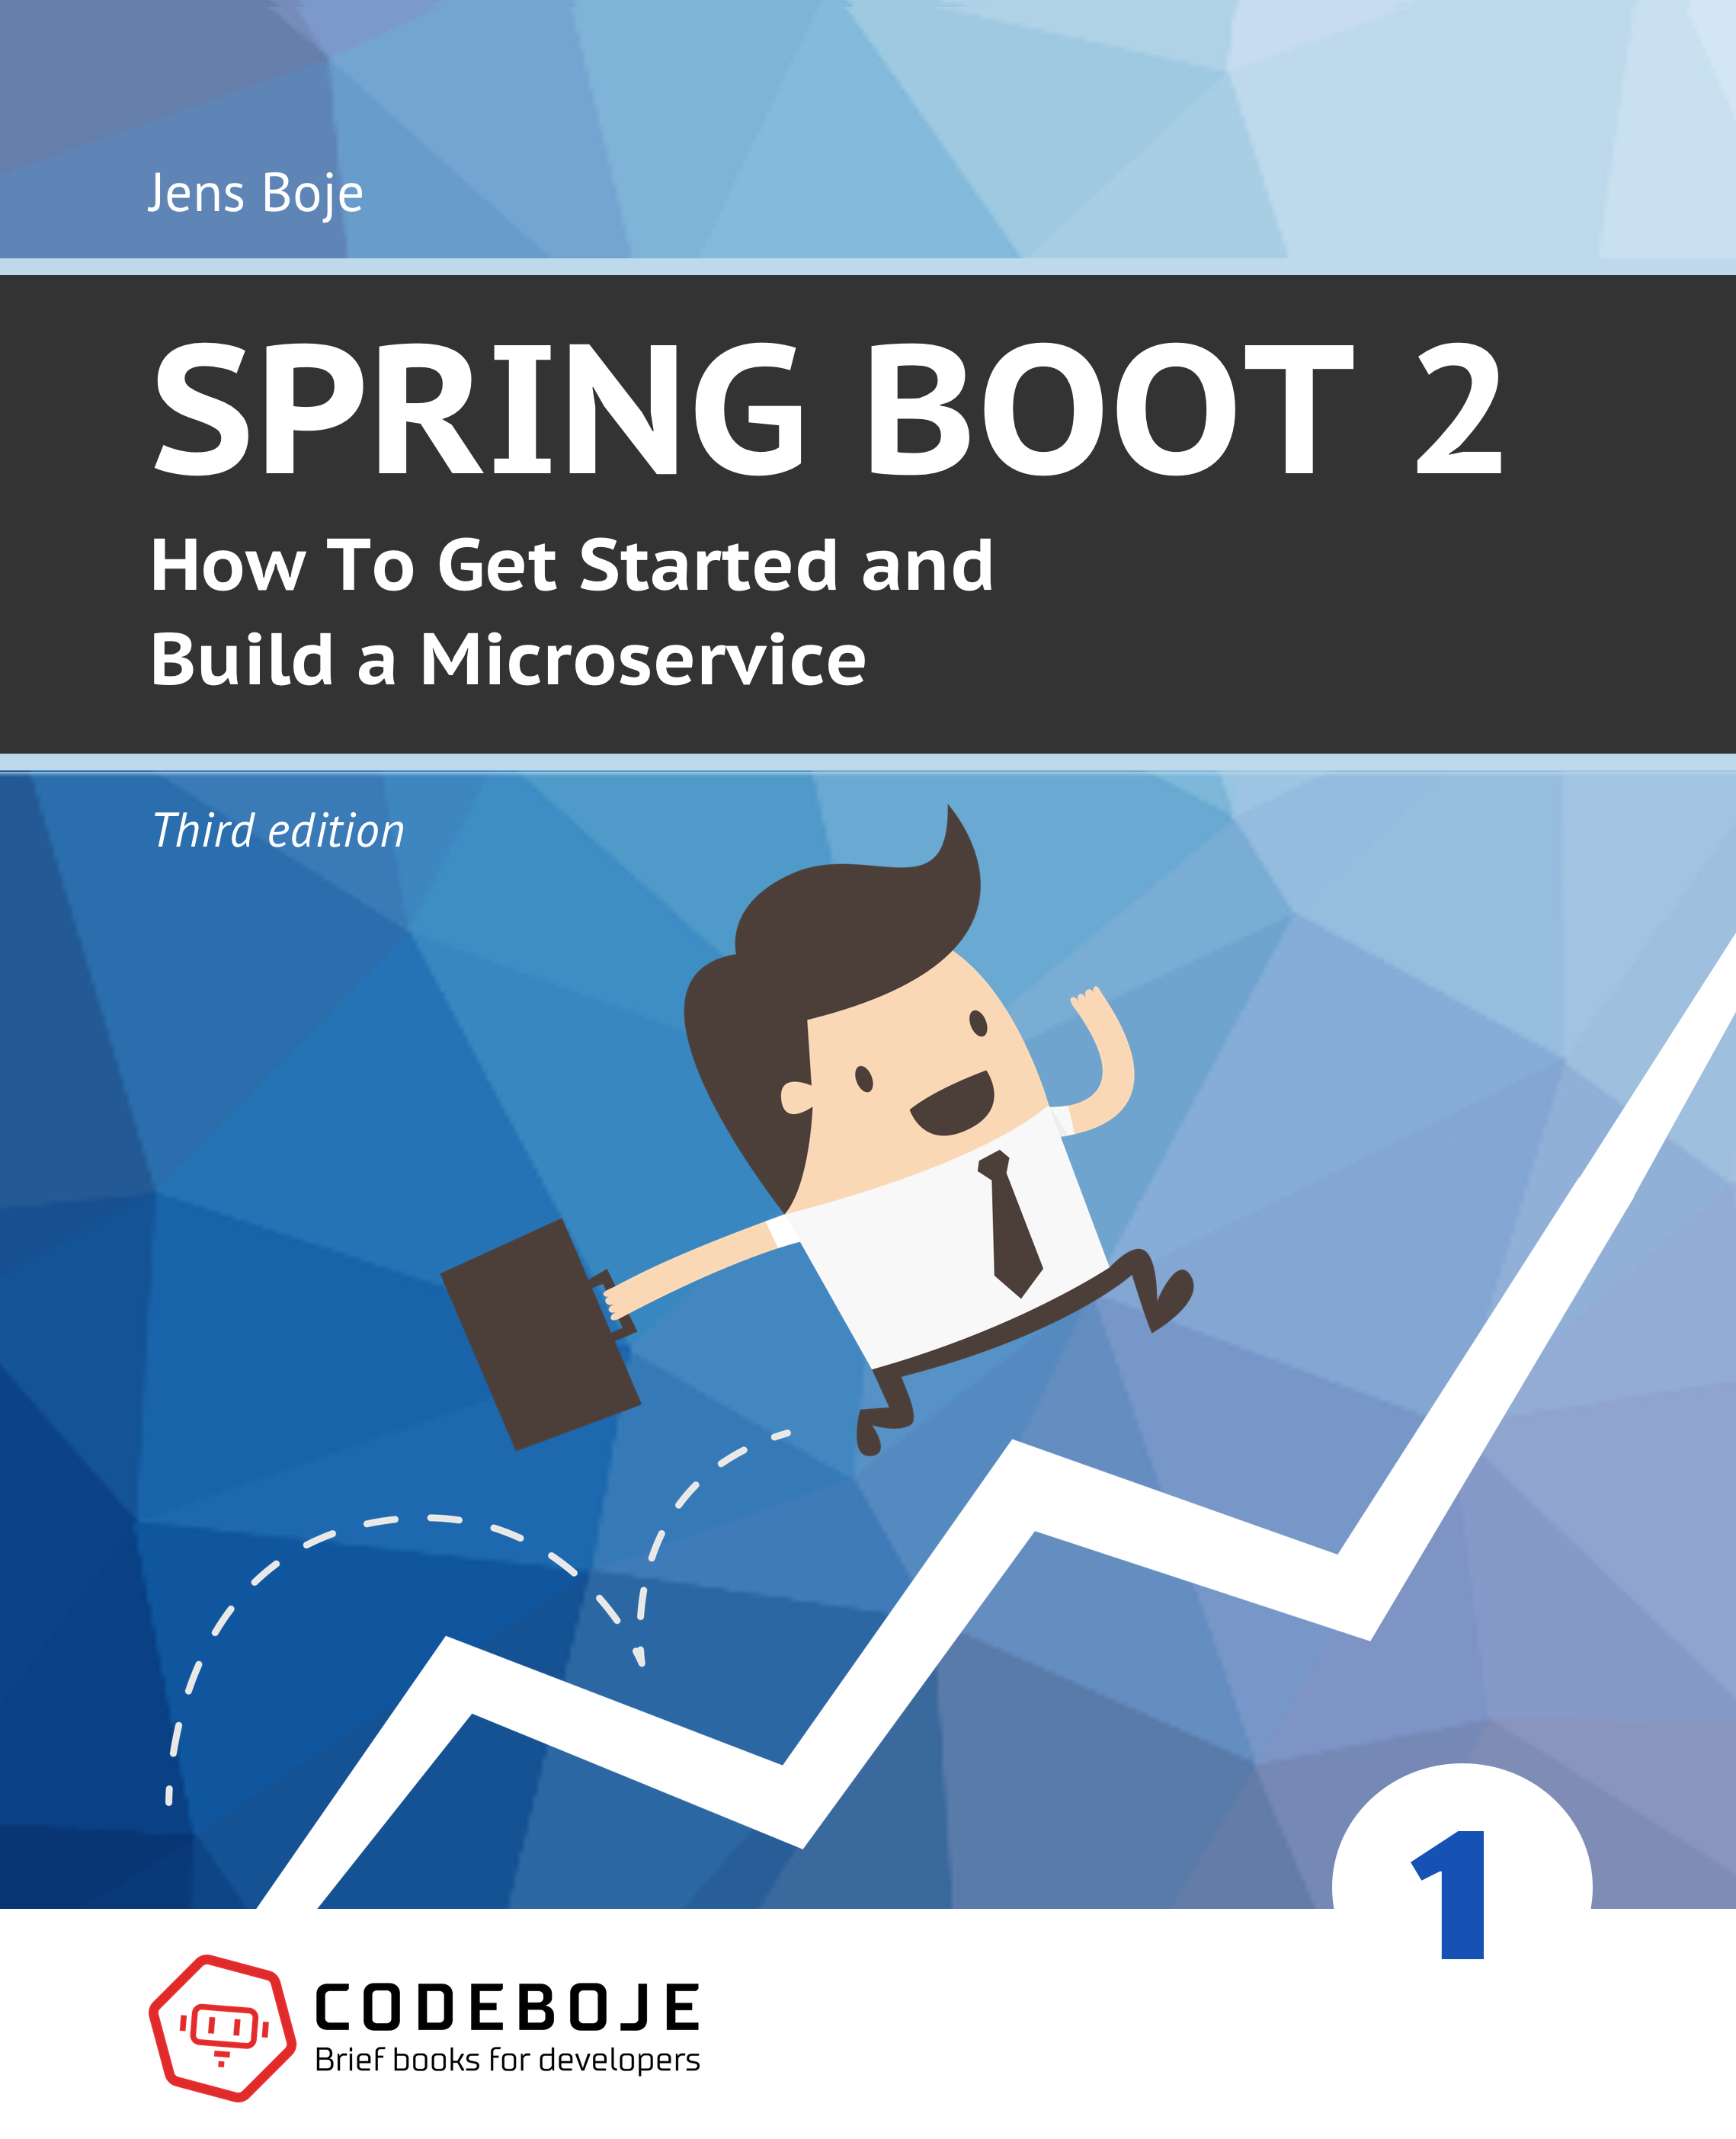 Jens Boje
SPRING BOOT 2
How To Get Started and
Build a Microservice
Third edition
1
CODEBOJE
Brief books for developers